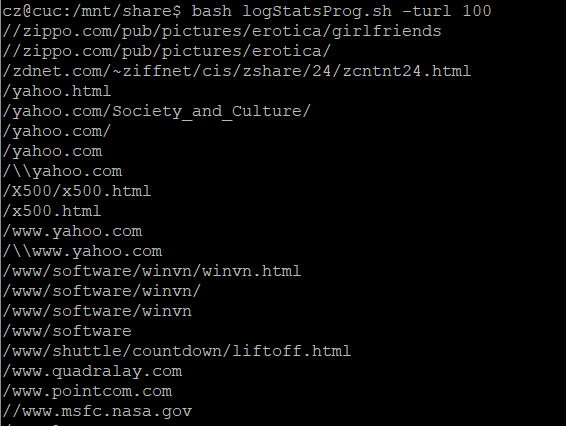 cz@cuc:/mnt/share$ bash logStatsProg.sh -turl 100
//zippo.com/pub/pictures/erotica/girlfriends
//zippo.com/pub/pictures/erotica/
/zdnet.com/~ziffnet/cis/zshare/24/zcntnt24.html
/yahoo.html
/yahoo.com/Society_and_Culture/
/yahoo.com/
/yahoo.com
/\\yahoo.com
/X500/x500.html
/x500.html
/www.yahoo.com
/\\www.yahoo.com
/www/software/winvn/winvn.html
/www/software/winvn/
/www/software/winvn
/www/software
/www/shuttle/countdown/liftoff.html
/www.quadralay.com
/www.pointcom.com
//www.msfc.nasa.gov